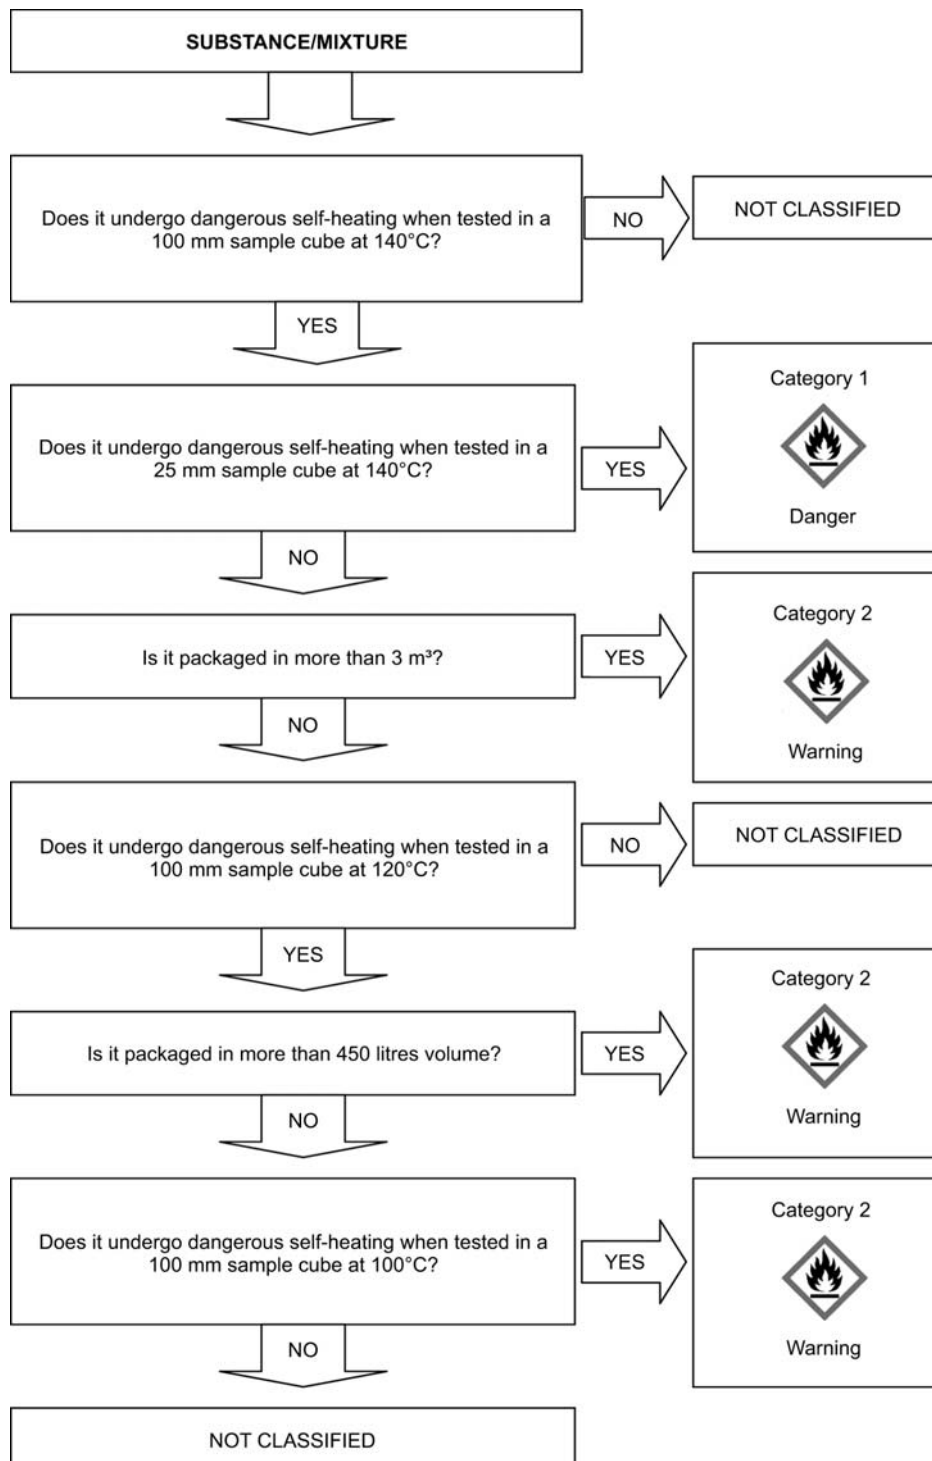 SUBSTANCE/MIXTURE
Does it undergo dangerous self-heating when tested in a
100 mm sample cube at 140°C?
NO
NOT CLASSIFIED
YES
Does it undergo dangerous self-heating when tested in a
25 mm sample cube at 140°C?
YES
Category 1
Danger
NO
Is it packaged in more than 3 m³?
YES
Category 2
Warning
NO
Does it undergo dangerous self-heating when tested in a
100 mm sample cube at 120°C?
NO
NOT CLASSIFIED
YES
Is it packaged in more than 450 litres volume?
YES
Category 2
Warning
NO
Does it undergo dangerous self-heating when tested in a
100 mm sample cube at 100°C?
YES
Category 2
Warning
NO
NOT CLASSIFIED